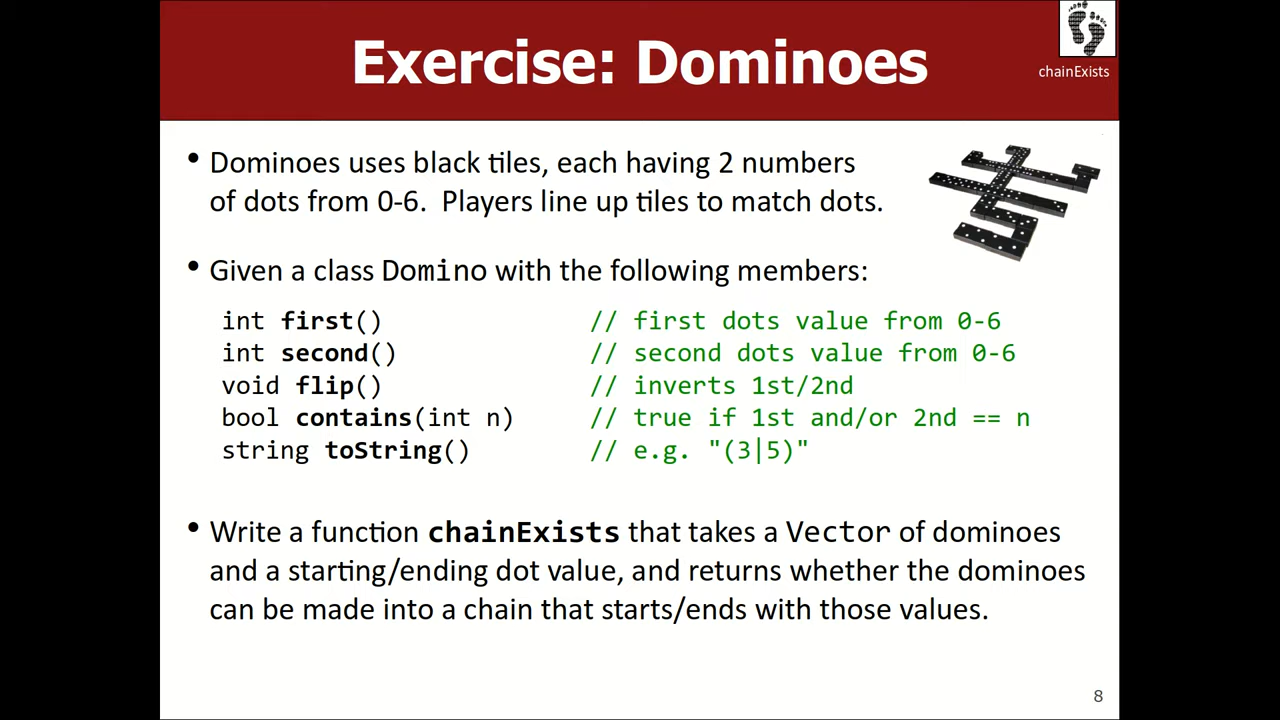 Exercise: Dominoes
chainExists
• Dominoes uses black tiles, each having 2 numbers
of dots from 0-6.  Players line up tiles to match dots.
• Given a class Domino with the following members:
int first() // first dots value from 0-6
int second() // second dots value from 0-6
void flip() // inverts 1st/2nd
bool contains(int n) // true if 1st and/or 2nd == n
string toString() // e.g. "(3|5)"
• Write a function chainExists that takes a Vector of dominoes
and a starting/ending dot value, and returns whether the dominoes
can be made into a chain that starts/ends with those values.
8